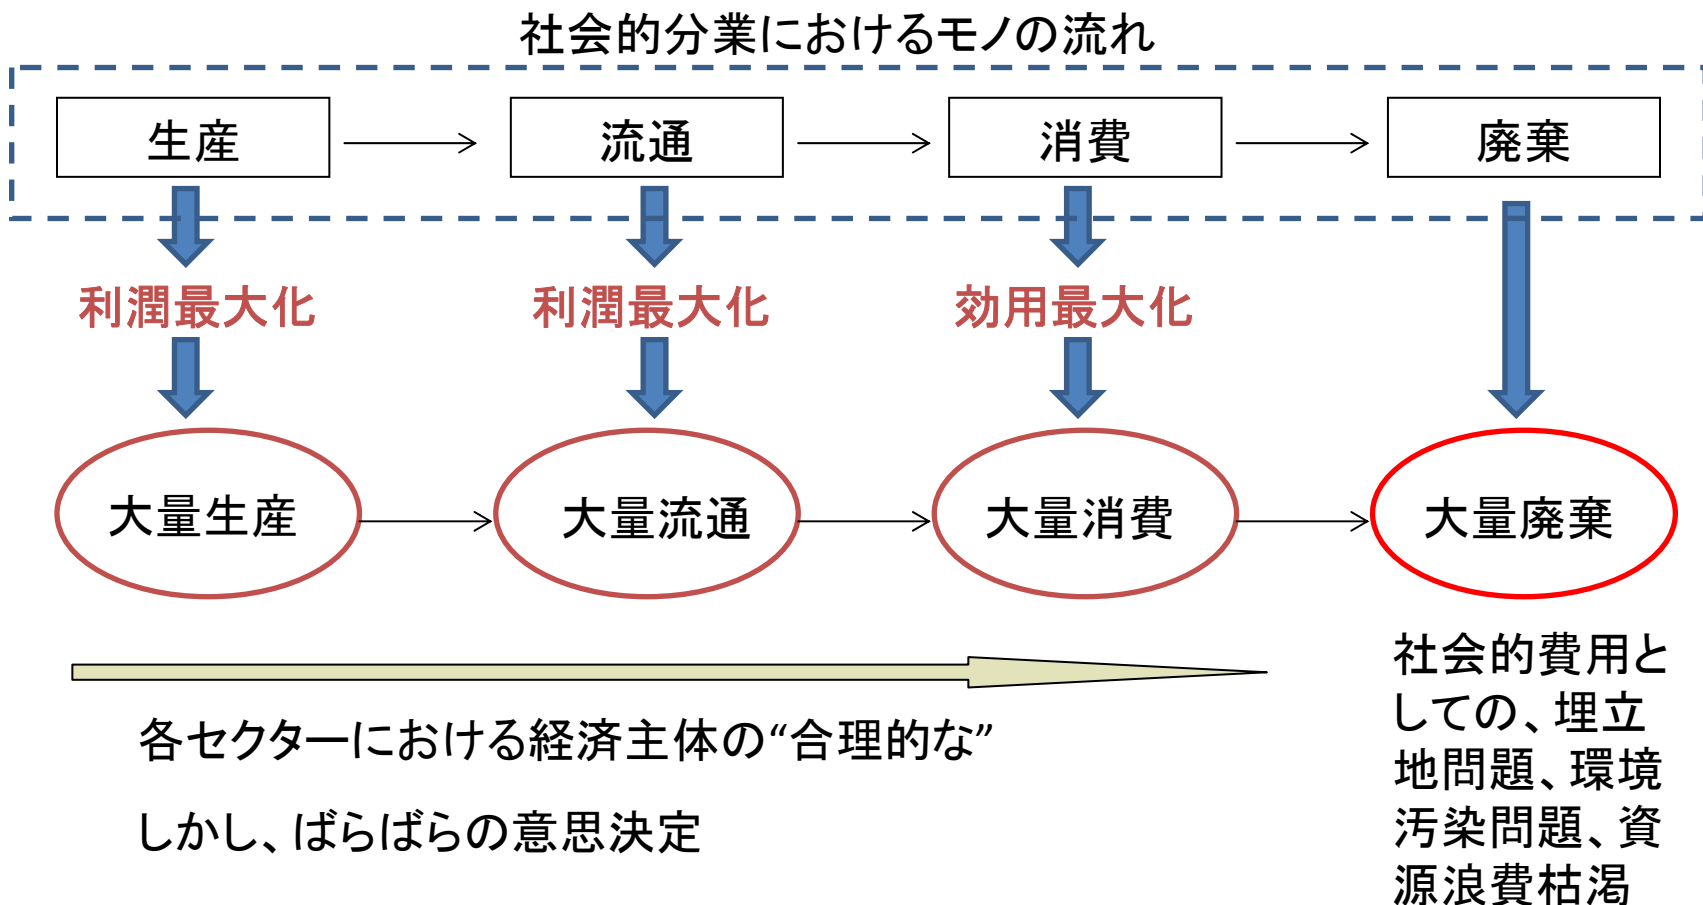 社会的分業におけるモノの流れ
生産
流通
消費
廃棄
利潤最大化
利潤最大化
効用最大化
大量生産
大量流通
大量消費
大量廃棄
各セクターにおける経済主体の“合理的な”
しかし、ばらばらの意思決定
社会的費用と
しての、埋立
地問題、環境
汚染問題、資
源浪費枯渇